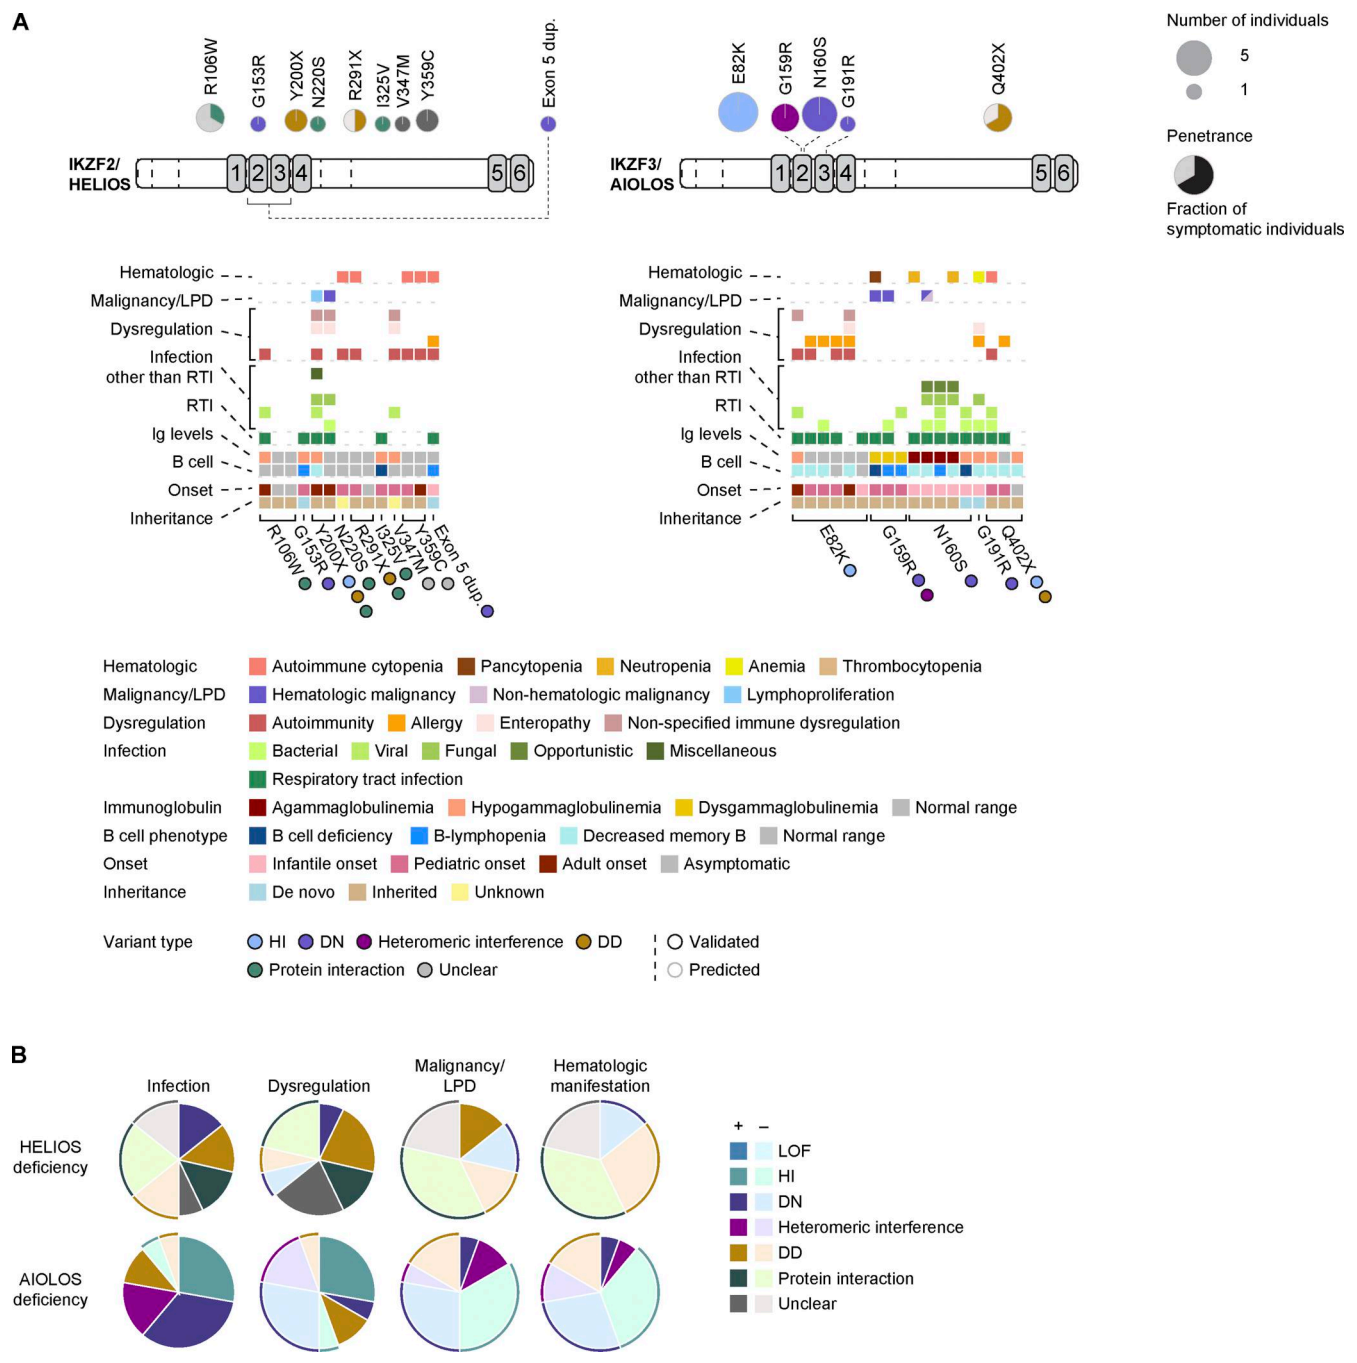 A
R106W
G153R
Y200X
N220S
R291X
I325V
V347M
Y359C
Exon 5 dup.
E82K
G159R
N160S
G191R
Q402X
Number of individuals
5
1
Penetrance
Fraction of
symptomatic individuals
IKZF2/
HELIOS
1 2 3 4 5 6
IKZF3/
AIOLOS
1 2 3 4 5 6
Hematologic
Malignancy/LPD
Dysregulation
Infection
other than RTI
RTI
Ig levels
B cell
Onset
Inheritance
R106W
G153R
Y200X
N220S
R291X
I325V
V347M
Y359C
Exon 5 dup.
Hematologic
Malignancy/LPD
Dysregulation
Infection
other than RTI
RTI
Ig levels
B cell
Onset
Inheritance
E82K
G159R
N160S
G191R
Q402X
Hematologic Autoimmune cytopenia Pancytopenia Neutropenia Anemia Thrombocytopenia
Malignancy/LPD Hematologic malignancy Non-hematologic malignancy Lymphoproliferation
Dysregulation Autoimmunity Allergy Enteropathy Non-specified immune dysregulation
Infection Bacterial Viral Fungal Opportunistic Miscellaneous
Respiratory tract infection
Immunoglobulin Agammaglobulinemia Hypogammaglobulinemia Dysgammaglobulinemia Normal range
B cell phenotype B cell deficiency B-lymphopenia Decreased memory B Normal range
Onset Infantile onset Pediatric onset Adult onset Asymptomatic
Inheritance De novo Inherited Unknown
Variant type HI DN Heteromeric interference DD Validated
Protein interaction Unclear Predicted
B
Infection
Dysregulation
Malignancy/
LPD
Hematologic
manifestation
HELIOS
deficiency
AIOLOS
deficiency
+ –
LOF
HI
DN
Heteromeric interference
DD
Protein interaction
Unclear